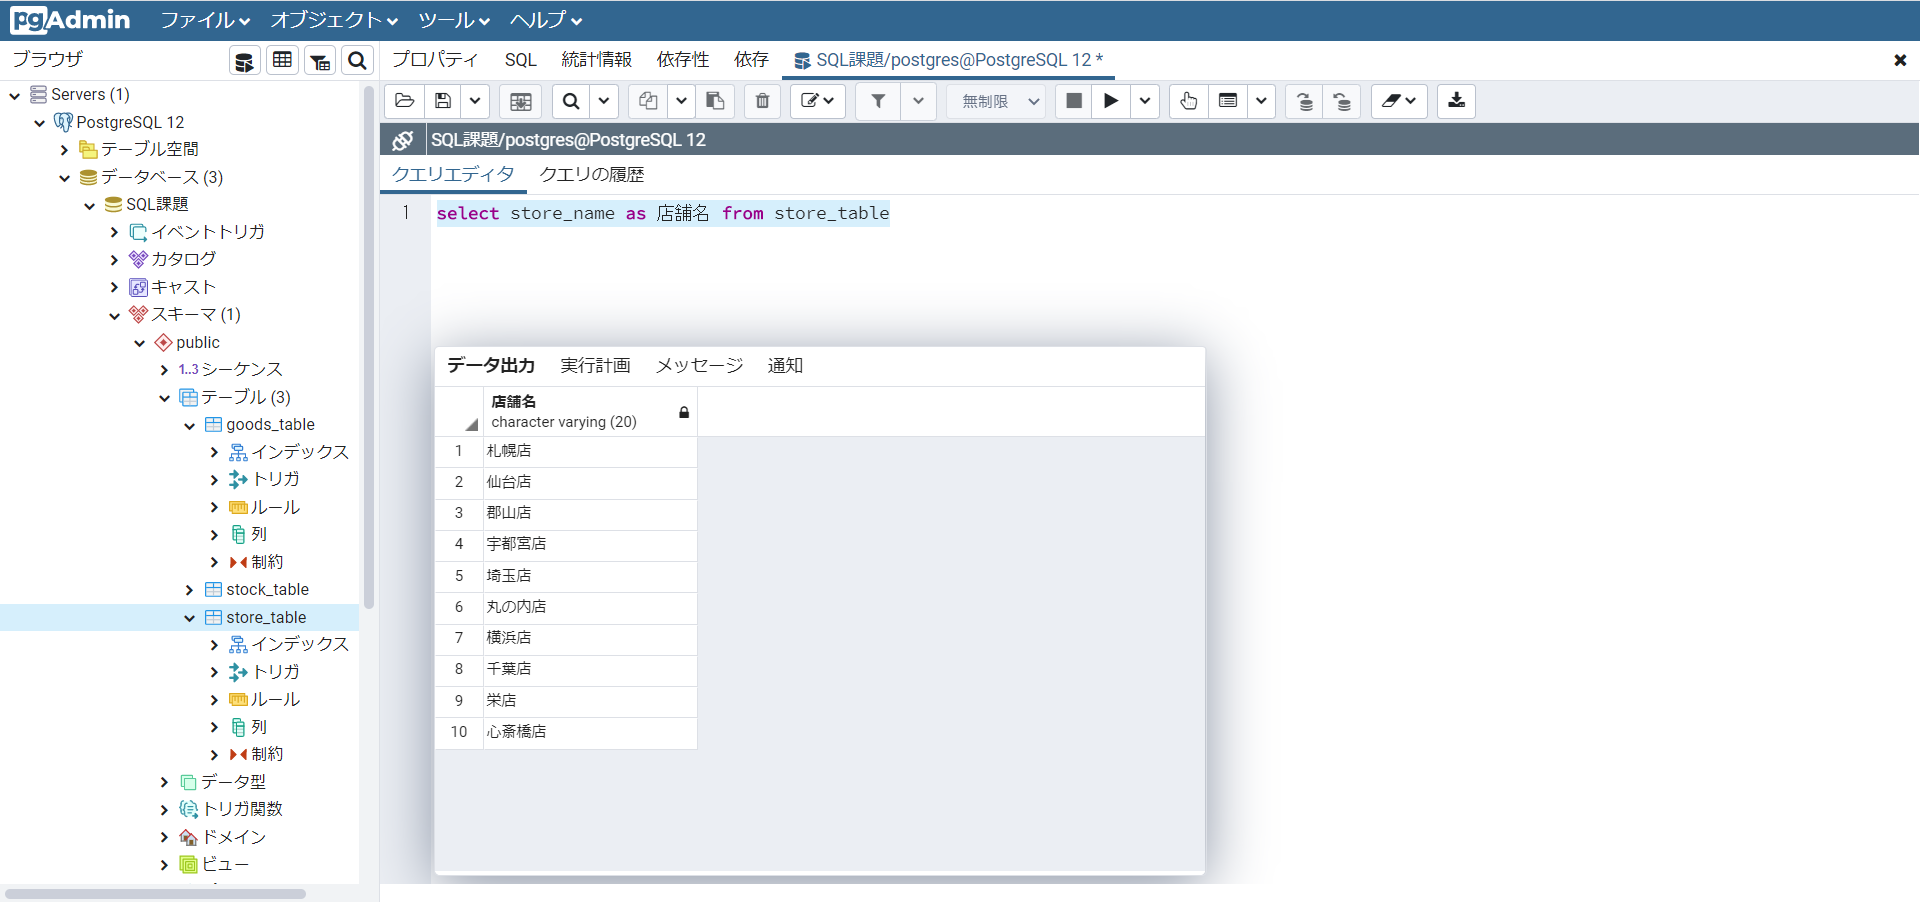 pgAdmin ファイル オブジェクト ツール ヘルプ
ブラウザ
プロパティ SQL 統計情報 依存性 依存 SQL課題/postgres@PostgreSQL 12 *
無制限
SQL課題/postgres@PostgreSQL 12
クエリエディタ クエリの履歴
1 select store_name as 店舗名 from store_table
Servers (1)
PostgreSQL 12
テーブル空間
データベース (3)
SQL課題
イベントトリガ
カタログ
キャスト
スキーマ (1)
public
1..3 シーケンス
テーブル (3)
goods_table
インデックス
トリガ
ルール
列
制約
stock_table
store_table
インデックス
トリガ
ルール
列
制約
データ型
トリガ関数
ドメイン
ビュー
データ出力 実行計画 メッセージ 通知
店舗名
character varying (20)
1 札幌店
2 仙台店
3 郡山店
4 宇都宮店
5 埼玉店
6 丸の内店
7 横浜店
8 千葉店
9 栄店
10 心斎橋店